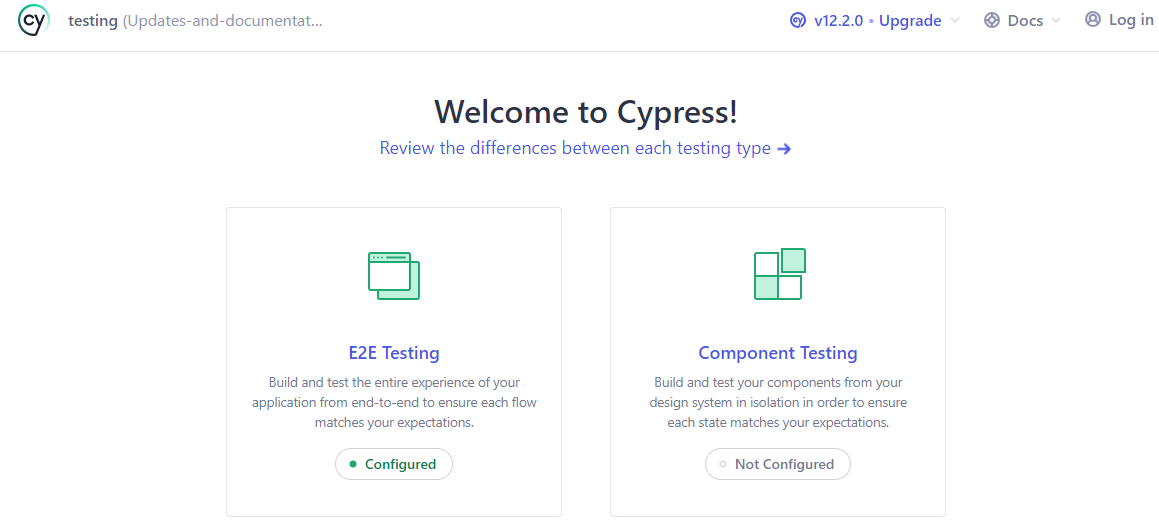 cy testing (Updates-and-documentat... cy v12.2.0 • Upgrade Docs Log in
Welcome to Cypress!
Review the differences between each testing type →
E2E Testing
Build and test the entire experience of your
application from end-to-end to ensure each flow
matches your expectations.
Configured
Component Testing
Build and test your components from your
design system in isolation in order to ensure
each state matches your expectations.
Not Configured